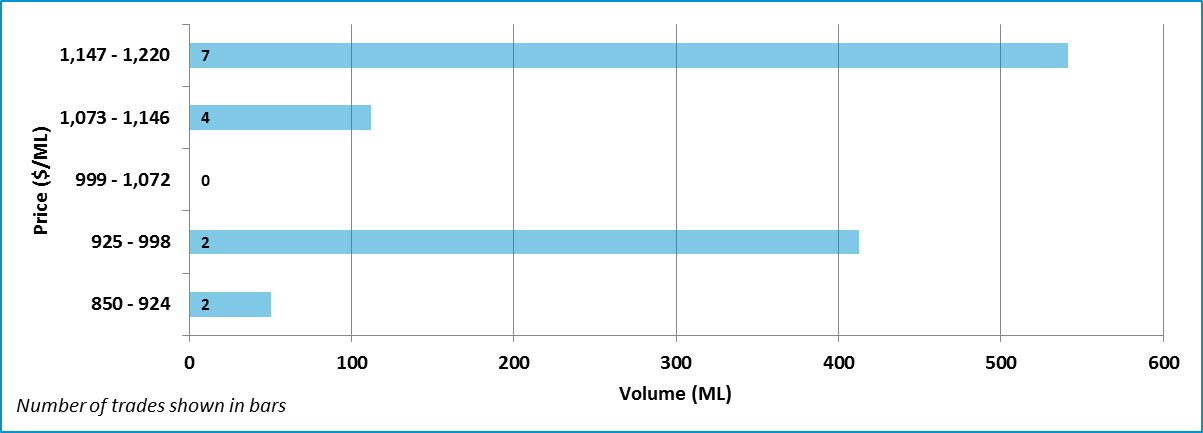 1,147 - 1,220
7
1,073 - 1,146
4
999 - 1,072
0
925 - 998
2
850 - 924
2
Price ($/ML)
0 100 200 300 400 500 600
Volume (ML)
Number of trades shown in bars